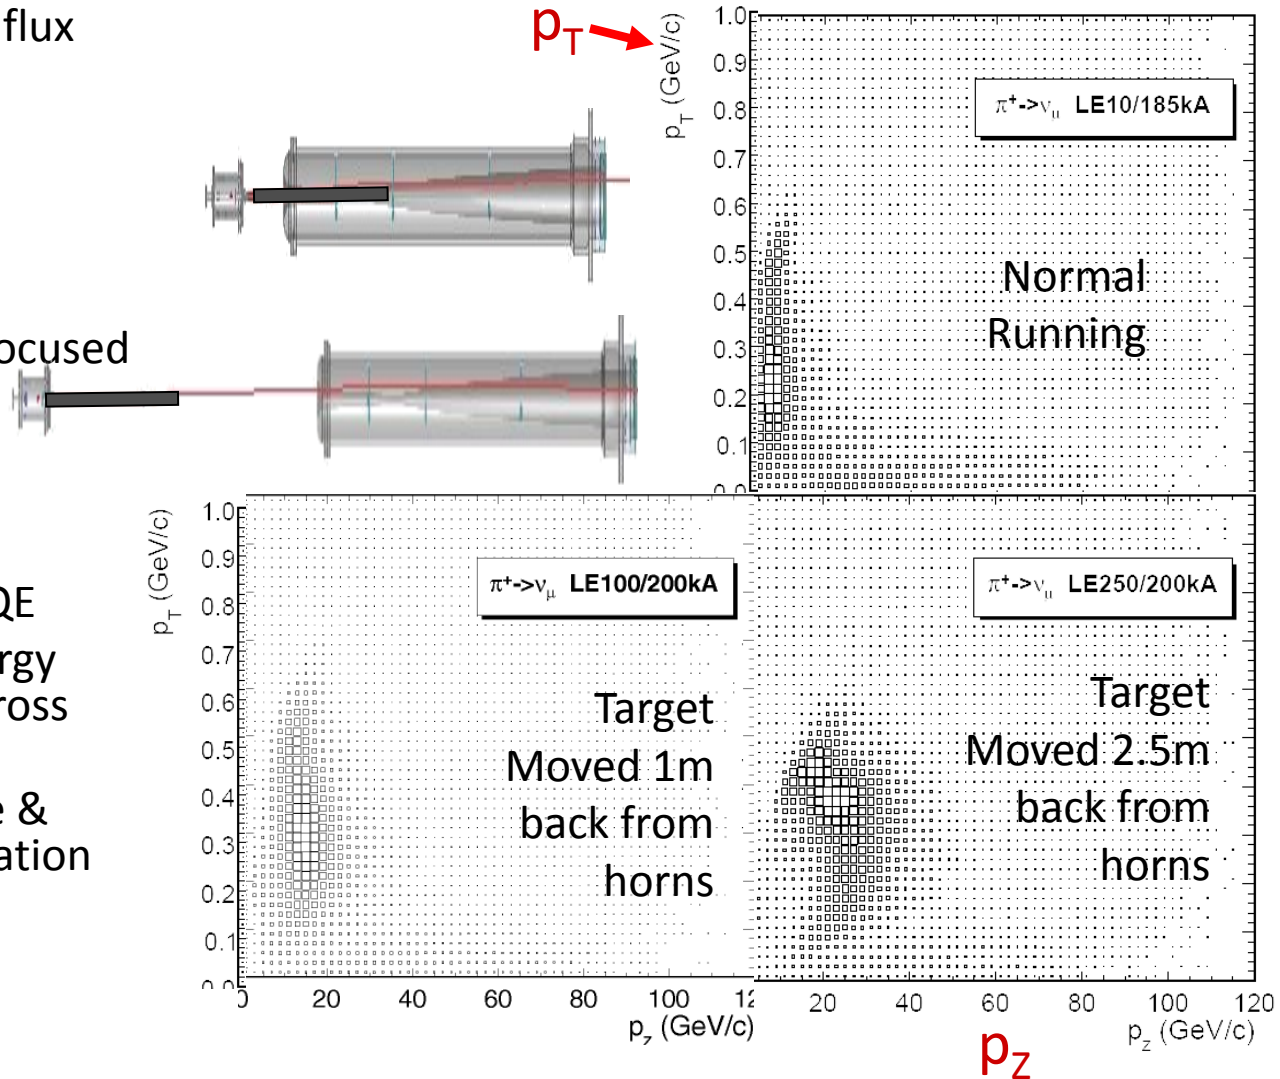 flux
ocused
QE
rgy
ross
e &
ation
pT
pT (GeV/c)
1.0
0.9
0.8
0.7
0.6
0.5
0.4
0.3
0.2
0.1
π+->νμ LE10/185kA
Normal
Running
pT (GeV/c)
1.0
0.9
0.8
0.7
0.6
0.5
0.4
0.3
0.2
0.1
0.0
π+->νμ LE100/200kA
Target
Moved 1m
back from
horns
0 20 40 60 80 100 12
pz (GeV/c)
π+->νμ LE250/200kA
Target
Moved 2.5m
back from
horns
20 40 60 80 100 120
pz (GeV/c)
pZ